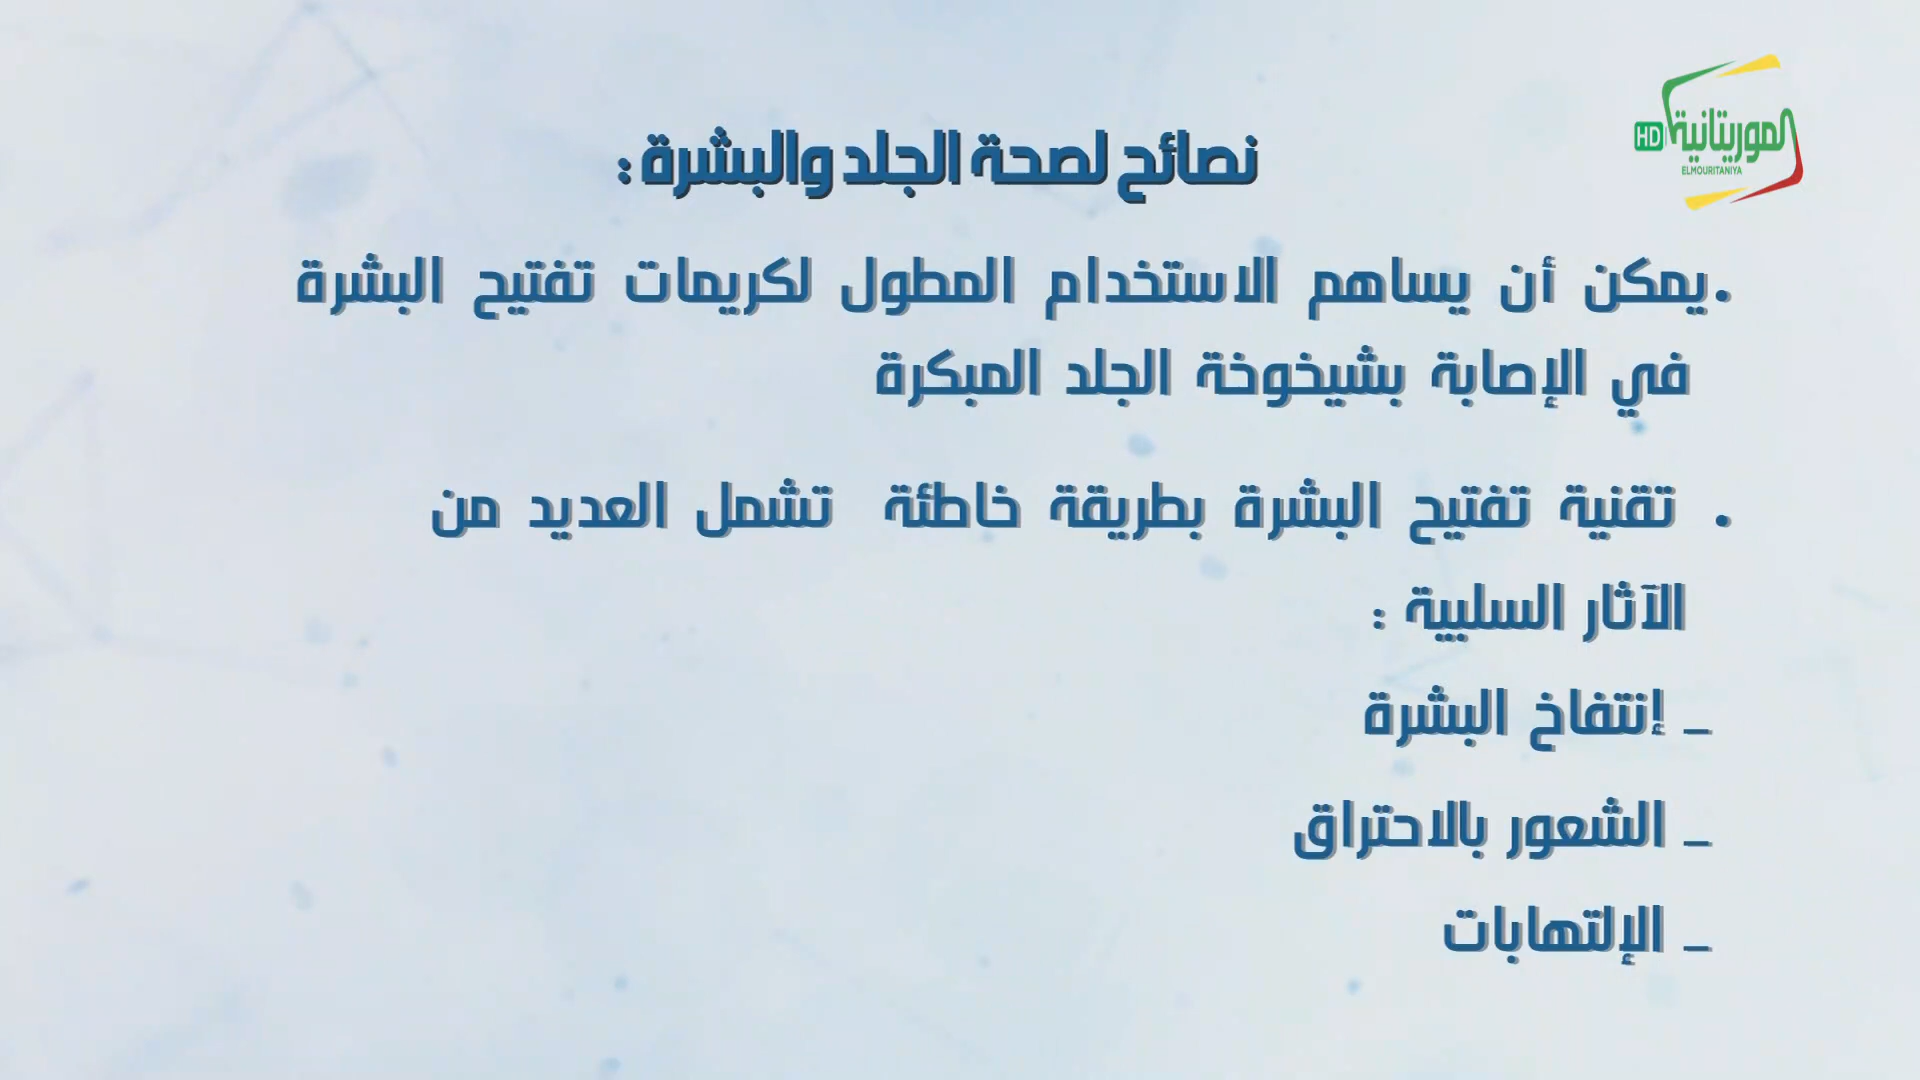 الموريتانية
HD
ELMOURITANIYA
نصائح لصحة الجلد والبشرة :
.يمكن أن يساهم الاستخدام المطول لكريمات تفتيح البشرة
في الإصابة بشيخوخة الجلد المبكرة
. تقنية تفتيح البشرة بطريقة خاطئة تشمل العديد من
الآثار السلبية :
_ إنتفاخ البشرة
_ الشعور بالاحتراق
_ الإلتهابات